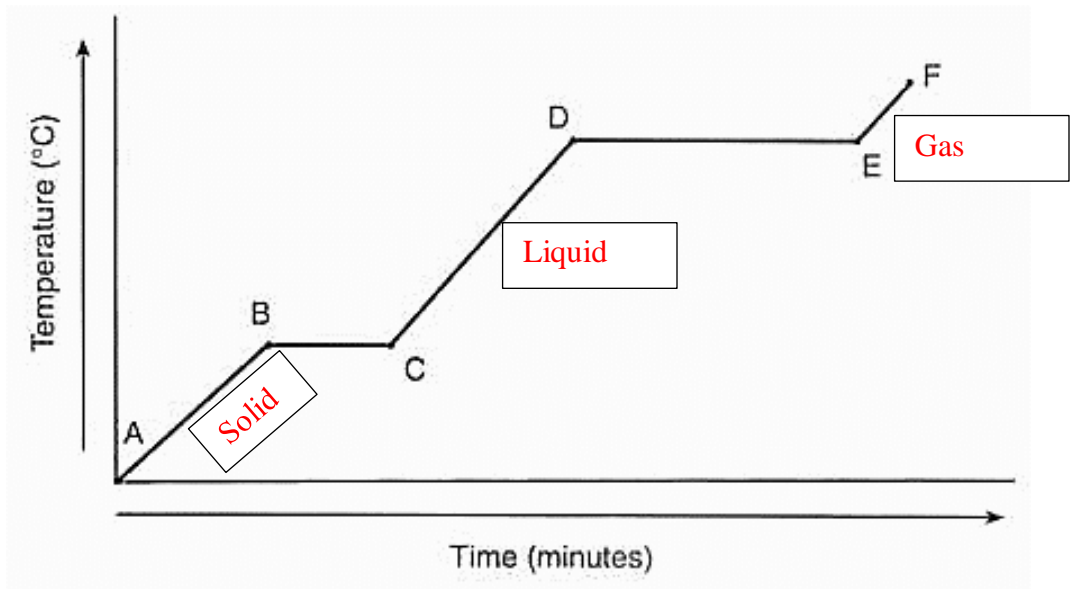 F
D
Gas
E
Temperature (°C)
Liquid
B
C
Solid
A
Time (minutes)